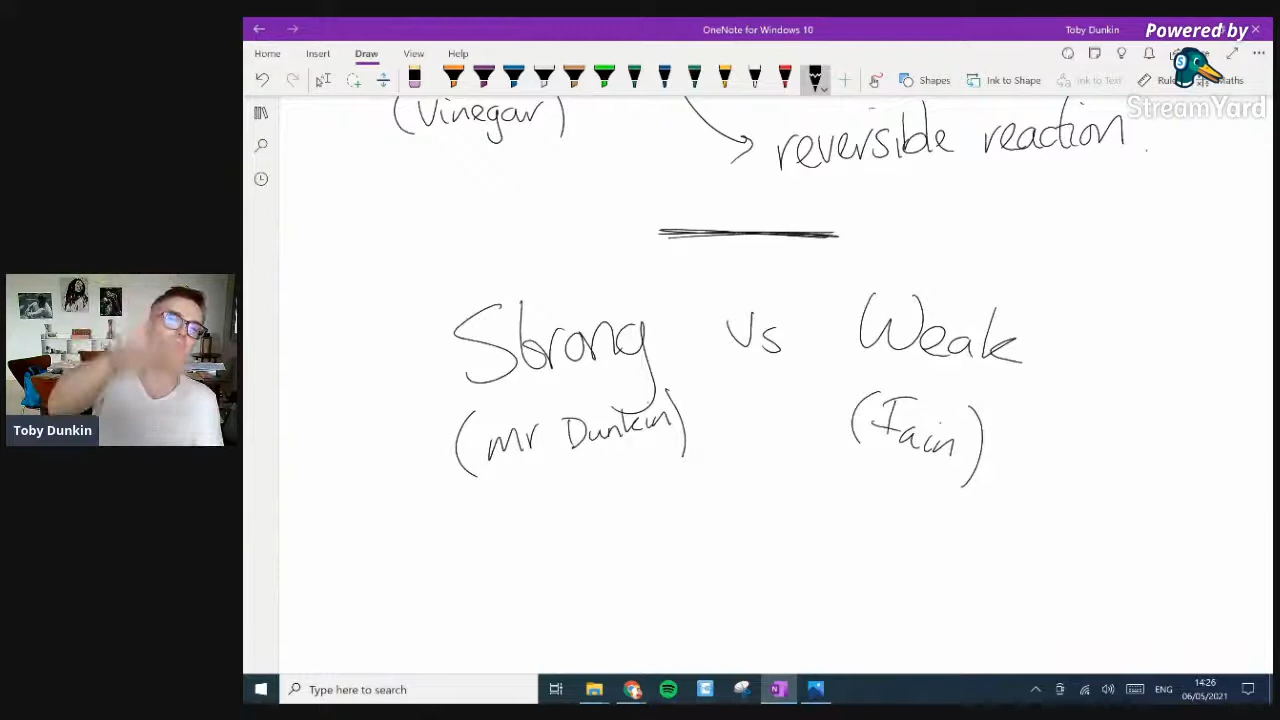 OneNote for Windows 10
Toby Dunkin
Powered by
StreamYard
Home Insert Draw View Help
Shapes Ink to Shape Ink to Text Maths
(Vinegar)
reversible reaction.
Strong Vs Weak
(Mr Dunkin) (Iain)
Toby Dunkin
Type here to search
ENG
14:26
06/05/2021